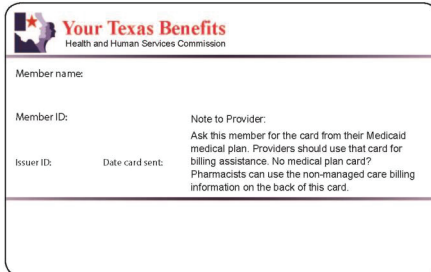 Your Texas Benefits
Health and Human Services Commission
Member name:
Member ID:
Note to Provider:
Ask this member for the card from their Medicaid
medical plan. Providers should use that card for
billing assistance. No medical plan card?
Pharmacists can use the non-managed care billing
information on the back of this card.
Issuer ID:
Date card sent: